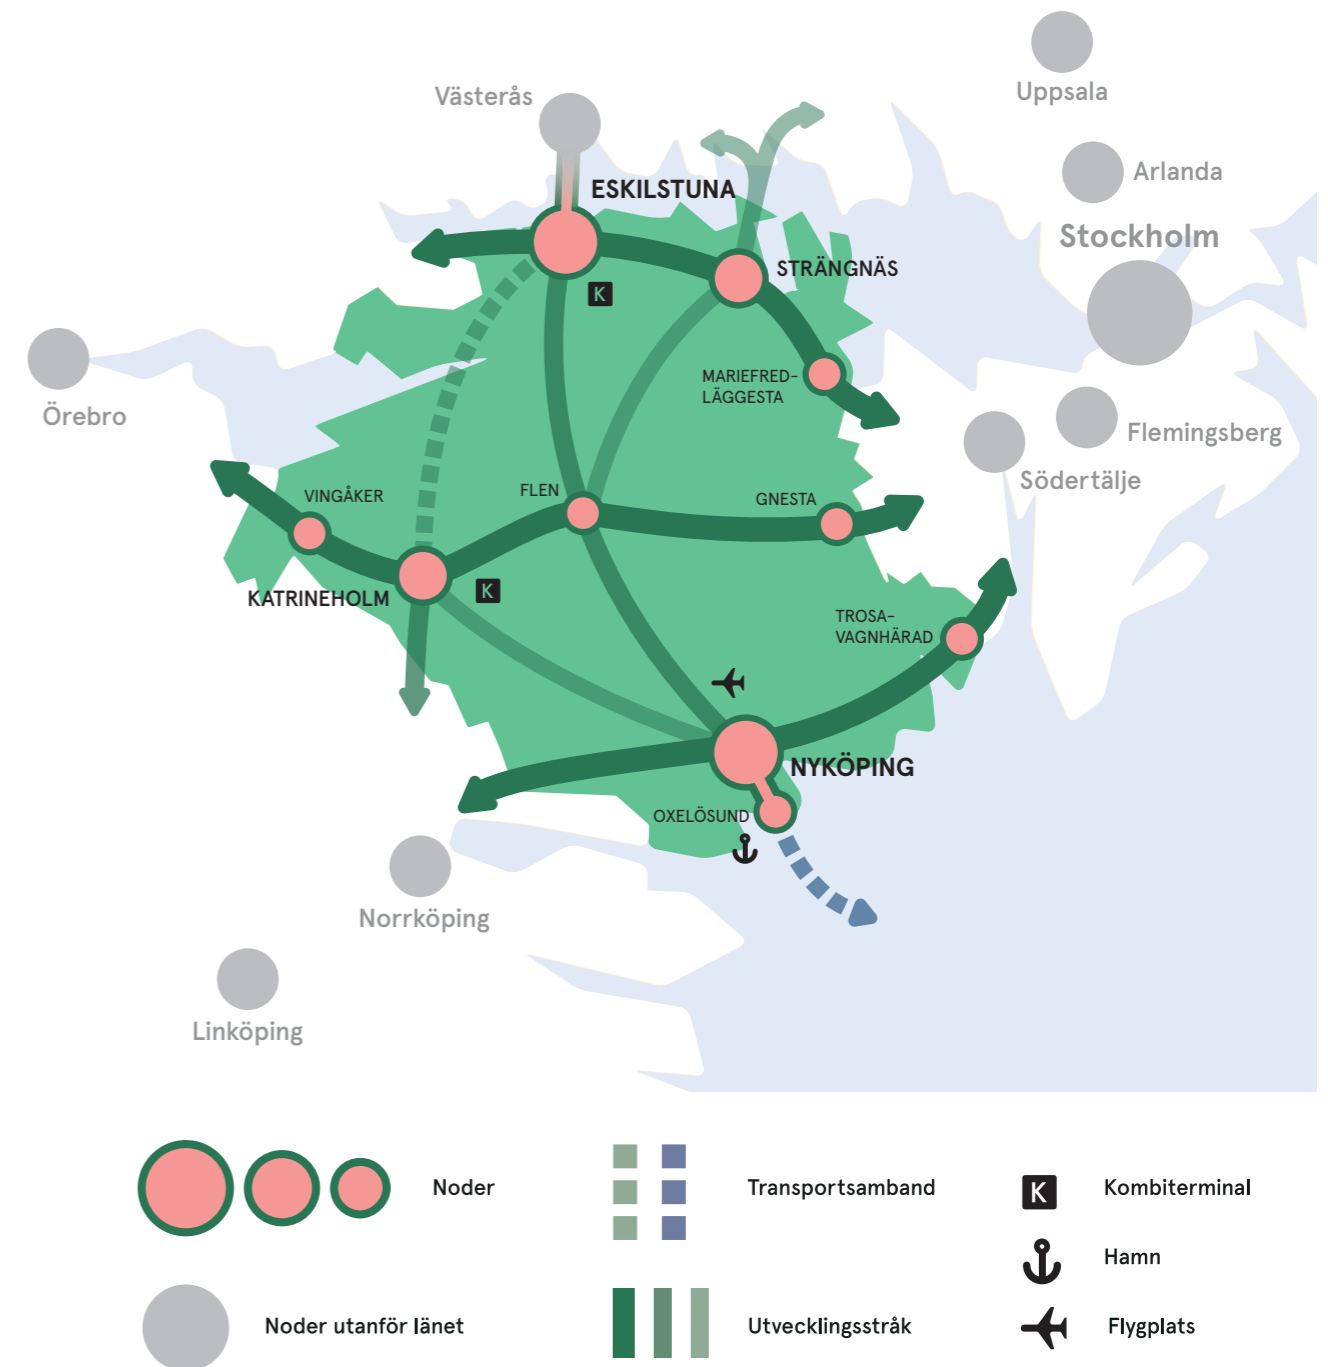 Uppsala
Västerås
Arlanda
ESKILSTUNA
Stockholm
STRÄNGNÄS
K
MARIEFRED-
LÄGGESTA
Örebro
Flemingsberg
Södertälje
VINGÅKER
FLEN
GNESTA
KATRINEHOLM
K
TROSA-
VAGNHÄRAD
NYKÖPING
OXELÖSUND
Norrköping
Linköping
Noder
Transportsamband
K
Kombiterminal
Hamn
Noder utanför länet
Utvecklingsstråk
Flygplats